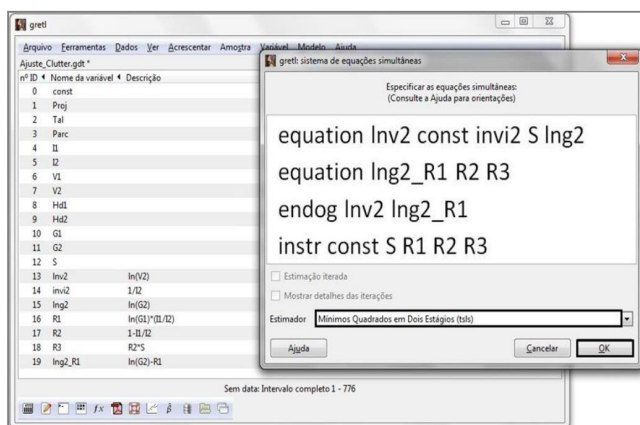 gretl
Arquivo Ferramentas Dados Ver Acrescentar Amostra Variável Modelo Ajuda
Ajuste_Clutter.gdt *
nº ID Nome da variável Descrição
0 const
1 Proj
2 Tal
3 Parc
4 I1
5 I2
6 V1
7 V2
8 Hd1
9 Hd2
10 G1
11 G2
12 S
13 lnv2 ln(V2)
14 invi2 1/I2
15 lng2 ln(G2)
16 R1 ln(G1)*(I1/I2)
17 R2 1-I1/I2
18 R3 R2*S
19 lng2_R1 ln(G2)-R1
Sem data: Intervalo completo 1 - 776
gretl: sistema de equações simultâneas
Especificar as equações simultâneas:
(Consulte a Ajuda para orientações)
equation lnv2 const invi2 S lng2
equation lng2_R1 R2 R3
endog lnv2 lng2_R1
instr const S R1 R2 R3
Estimação iterada
Mostrar detalhes das iterações
Estimador Mínimos Quadrados em Dois Estágios (tsls)
Ajuda Cancelar OK